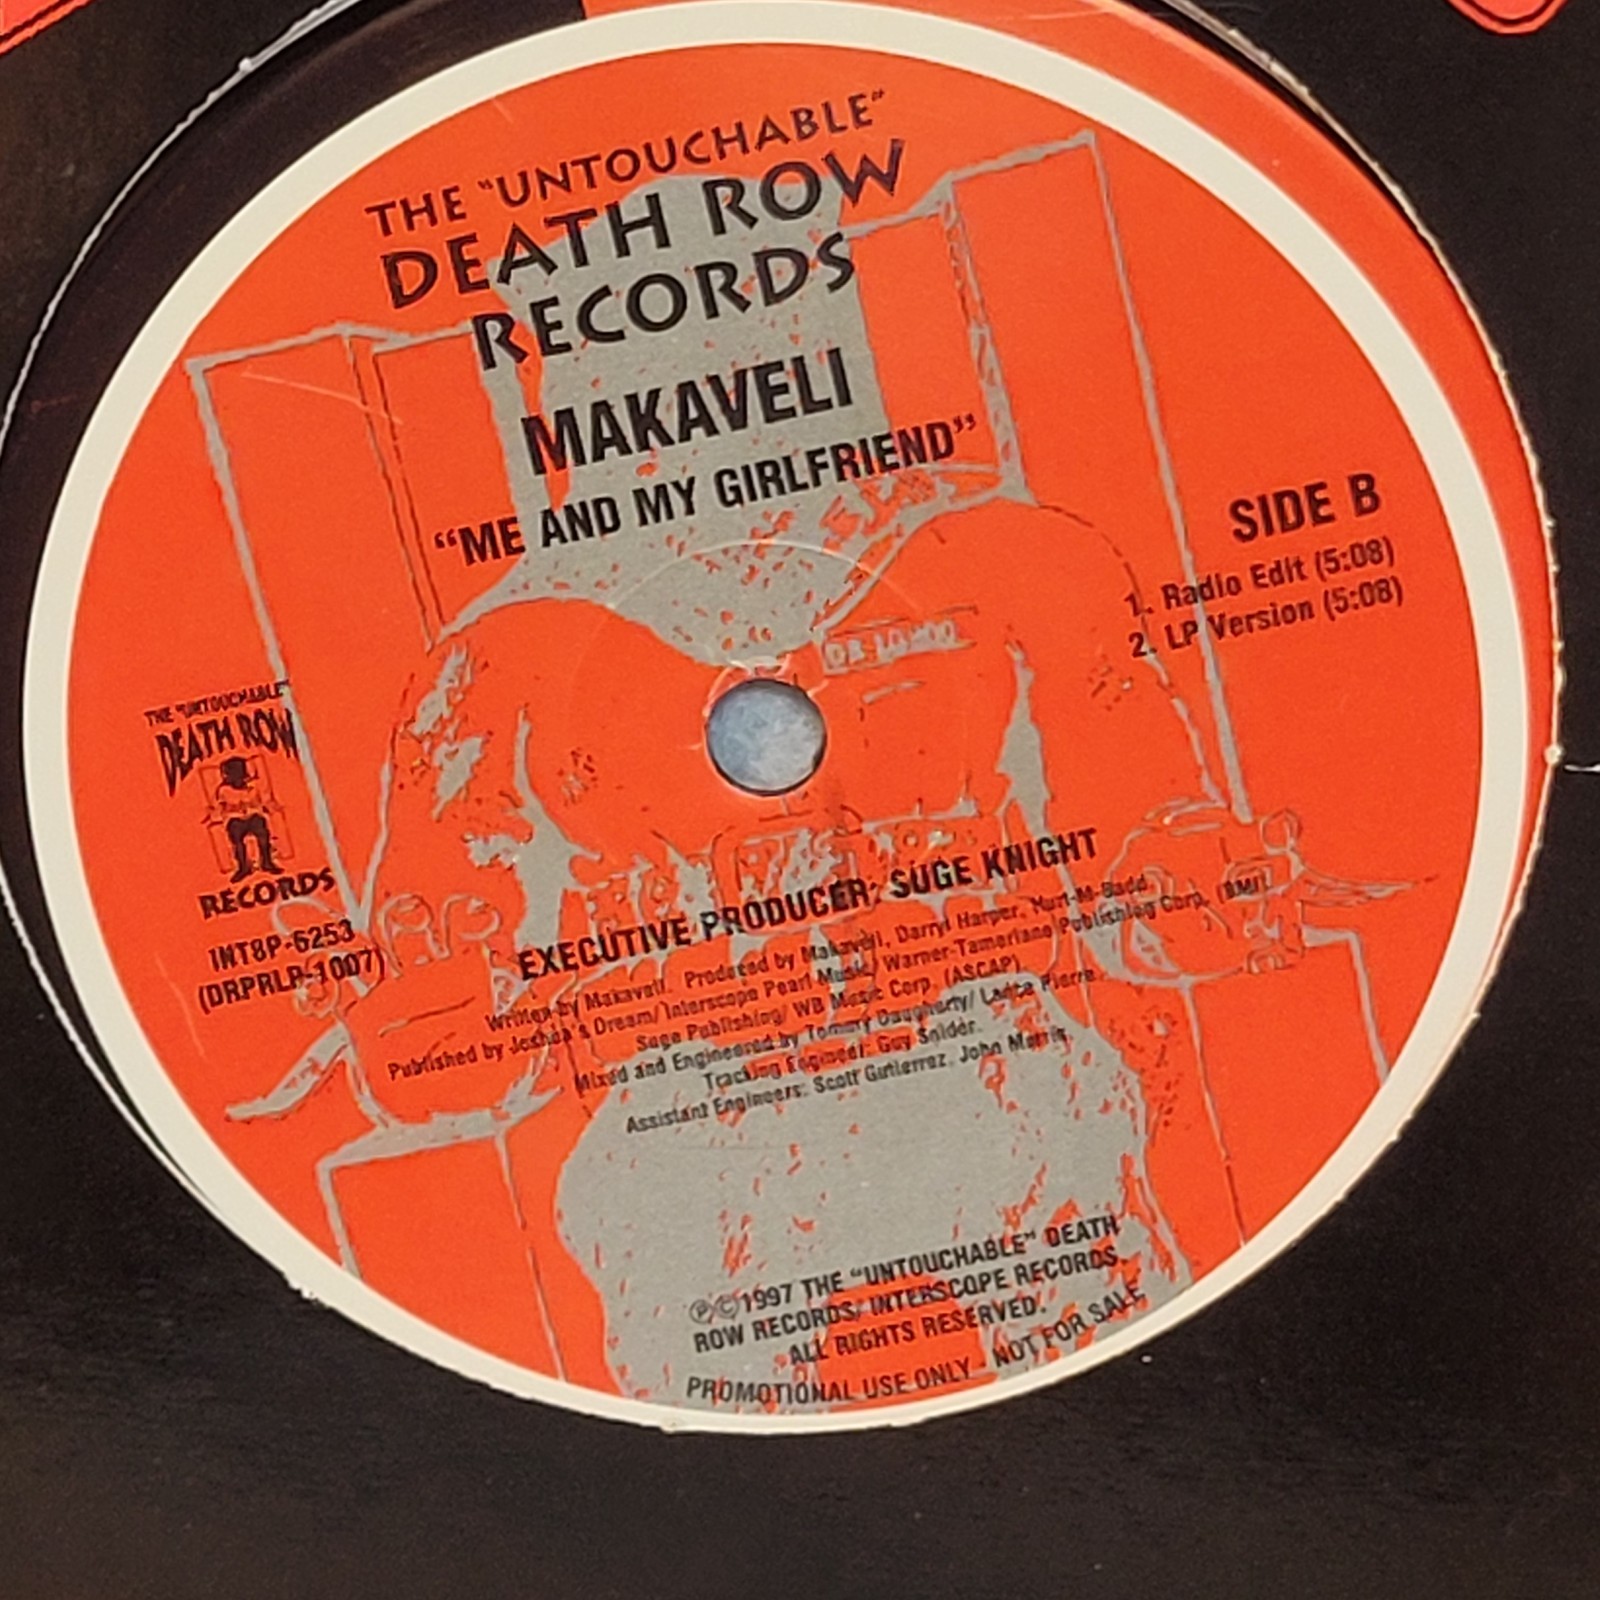 THE "UNTOUCHABLE"
DEATH ROW
RECORDS
MAKAVELI
"ME AND MY GIRLFRIEND"
SIDE B
1. Radio Edit (5:08)
2. LP Version (5:08)
THE "UNTOUCHABLE"
DEATH ROW
RECORDS
INT8P-6253
(DRPRLP-1007)
EXECUTIVE PRODUCER: SUGE KNIGHT
Written by Makaveli. Produced by Makaveli, Darryl Harper, Hurt-M-Badd
Published by Joshua's Dream/ Interscope Pearl Music/ Warner-Tamerlane Publishing Corp. (BMI)
Suge Publishing/ WB Music Corp. (ASCAP)
Mixed and Engineered by Tommy Daugherty/ Lance Pierre.
Tracking Engineer: Guy Snider.
Assistant Engineers: Scott Gutierrez, John Morris.
℗©1997 THE "UNTOUCHABLE" DEATH
ROW RECORDS/ INTERSCOPE RECORDS.
ALL RIGHTS RESERVED.
PROMOTIONAL USE ONLY - NOT FOR SALE